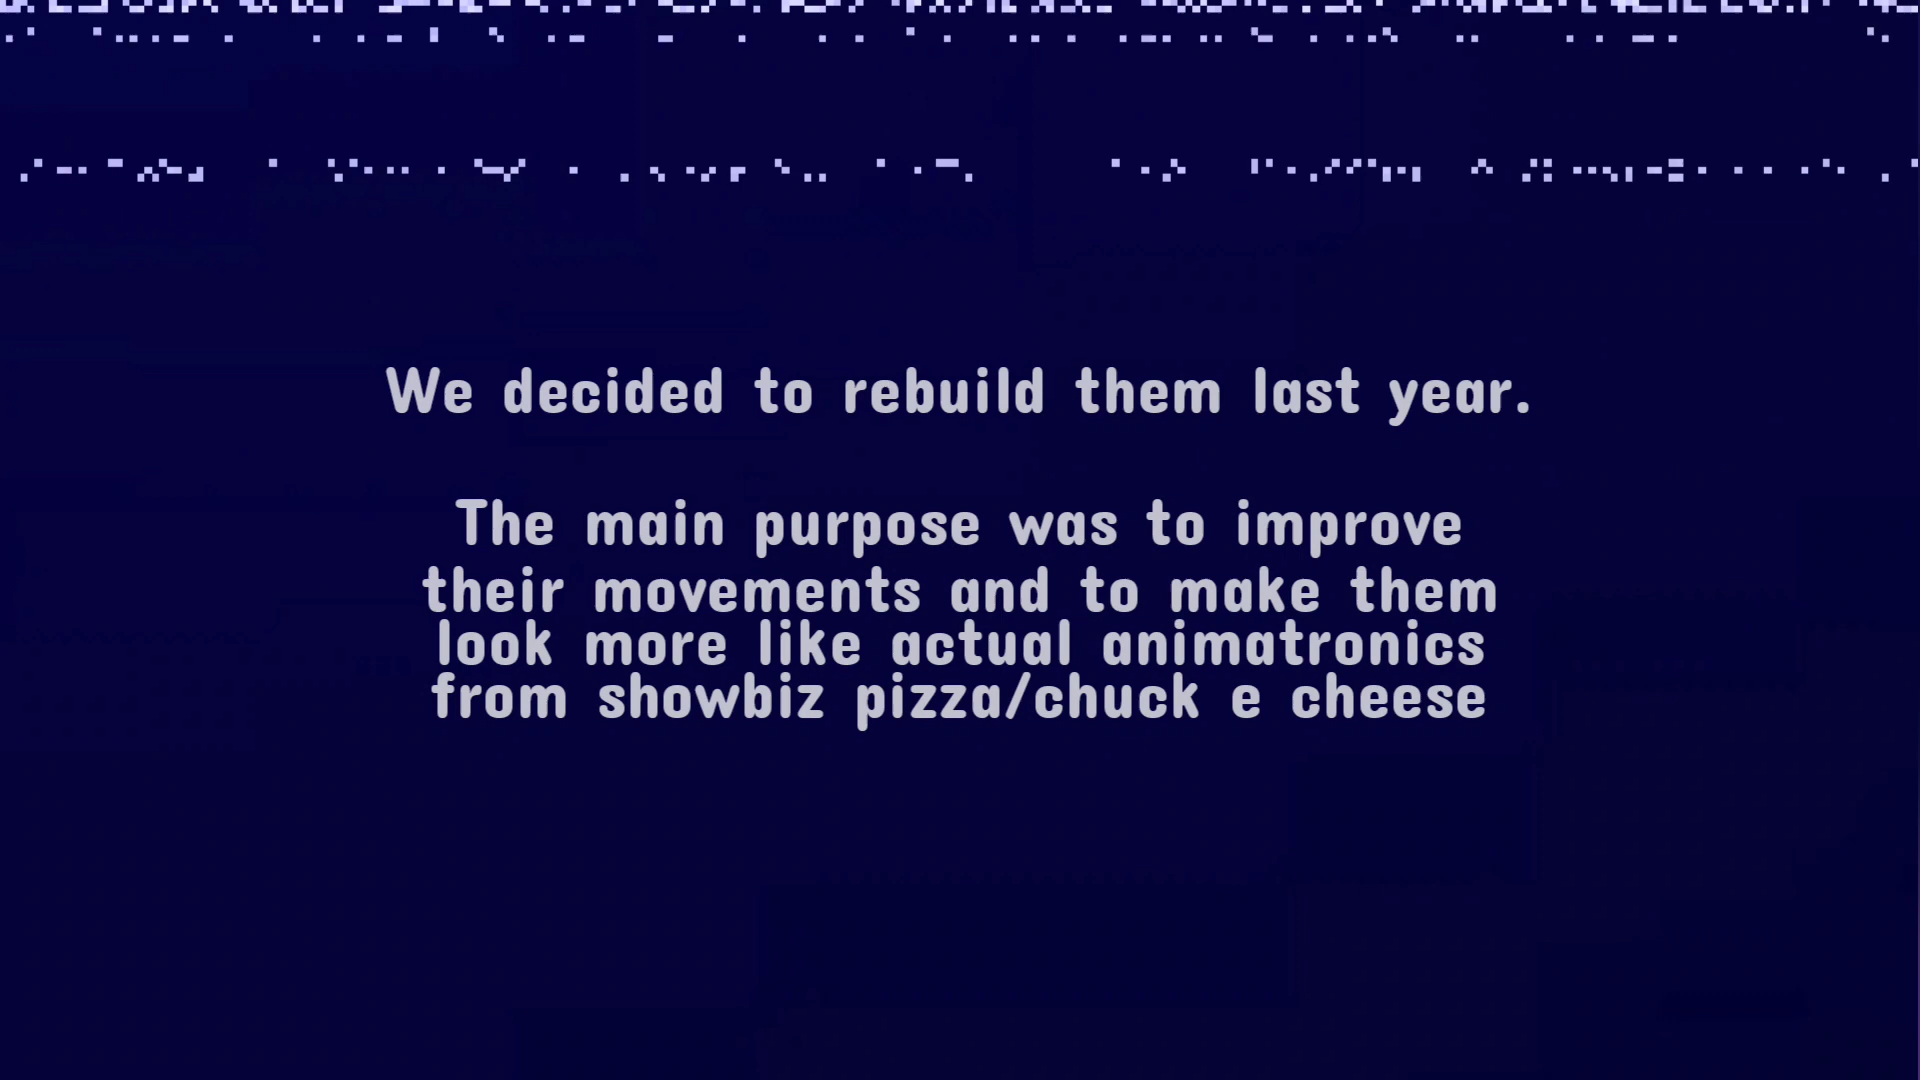 We decided to rebuild them last year.
The main purpose was to improve
their movements and to make them
look more like actual animatronics
from showbiz pizza/chuck e cheese